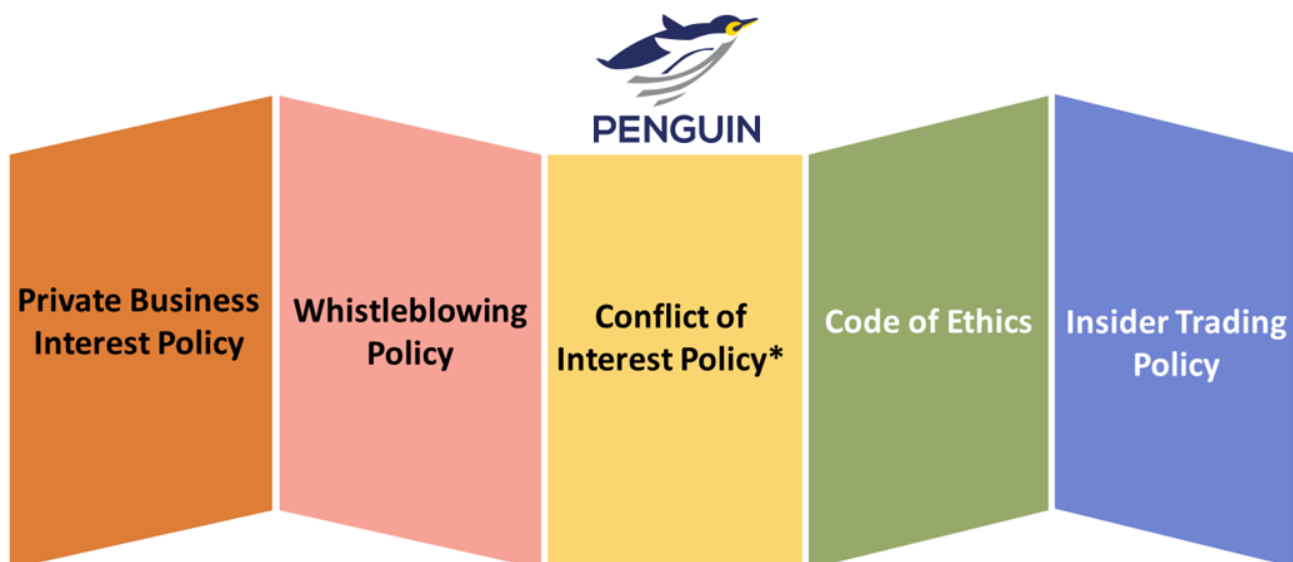 PENGUIN
Private Business
Interest Policy
Whistleblowing
Policy
Conflict of
Interest Policy*
Code of Ethics
Insider Trading
Policy